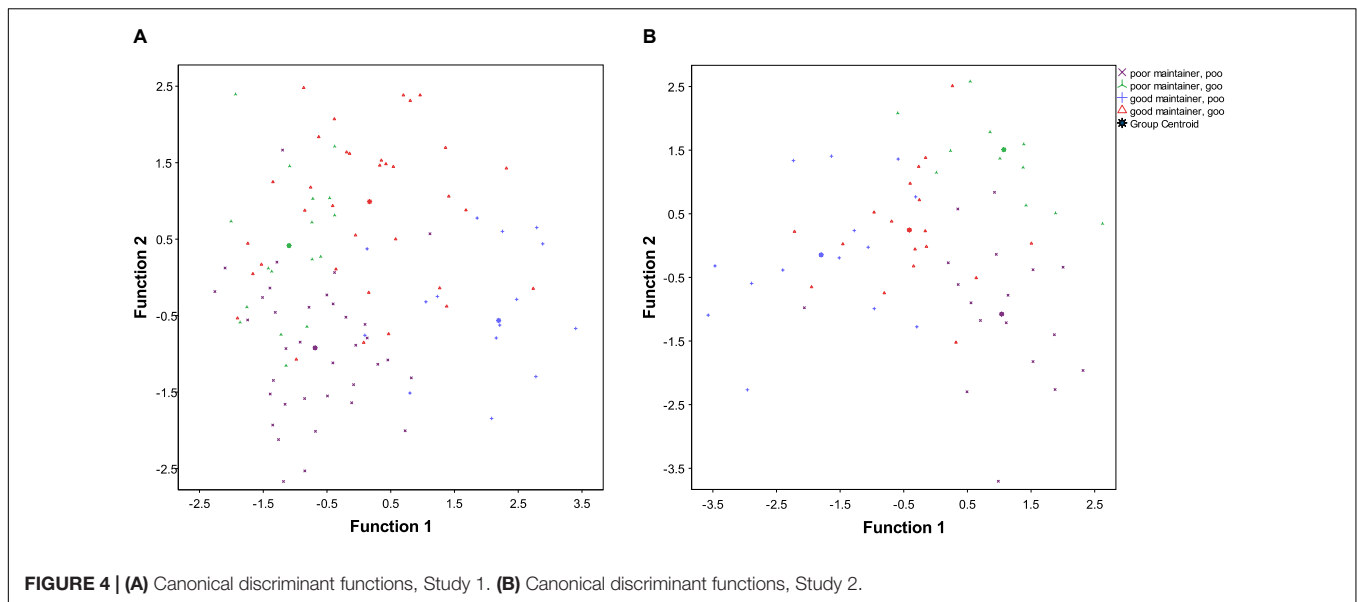 A
B
2.5
1.5
0.5
-0.5
-1.5
-2.5
Function 2
-2.5 -1.5 -0.5 0.5 1.5 2.5 3.5
Function 1
2.5
1.5
0.5
-0.5
-1.5
-2.5
-3.5
Function 2
-3.5 -2.5 -1.5 -0.5 0.5 1.5 2.5
Function 1
poor maintainer, poo
poor maintainer, goo
good maintainer, poo
good maintainer, goo
Group Centroid
FIGURE 4 | (A) Canonical discriminant functions, Study 1. (B) Canonical discriminant functions, Study 2.